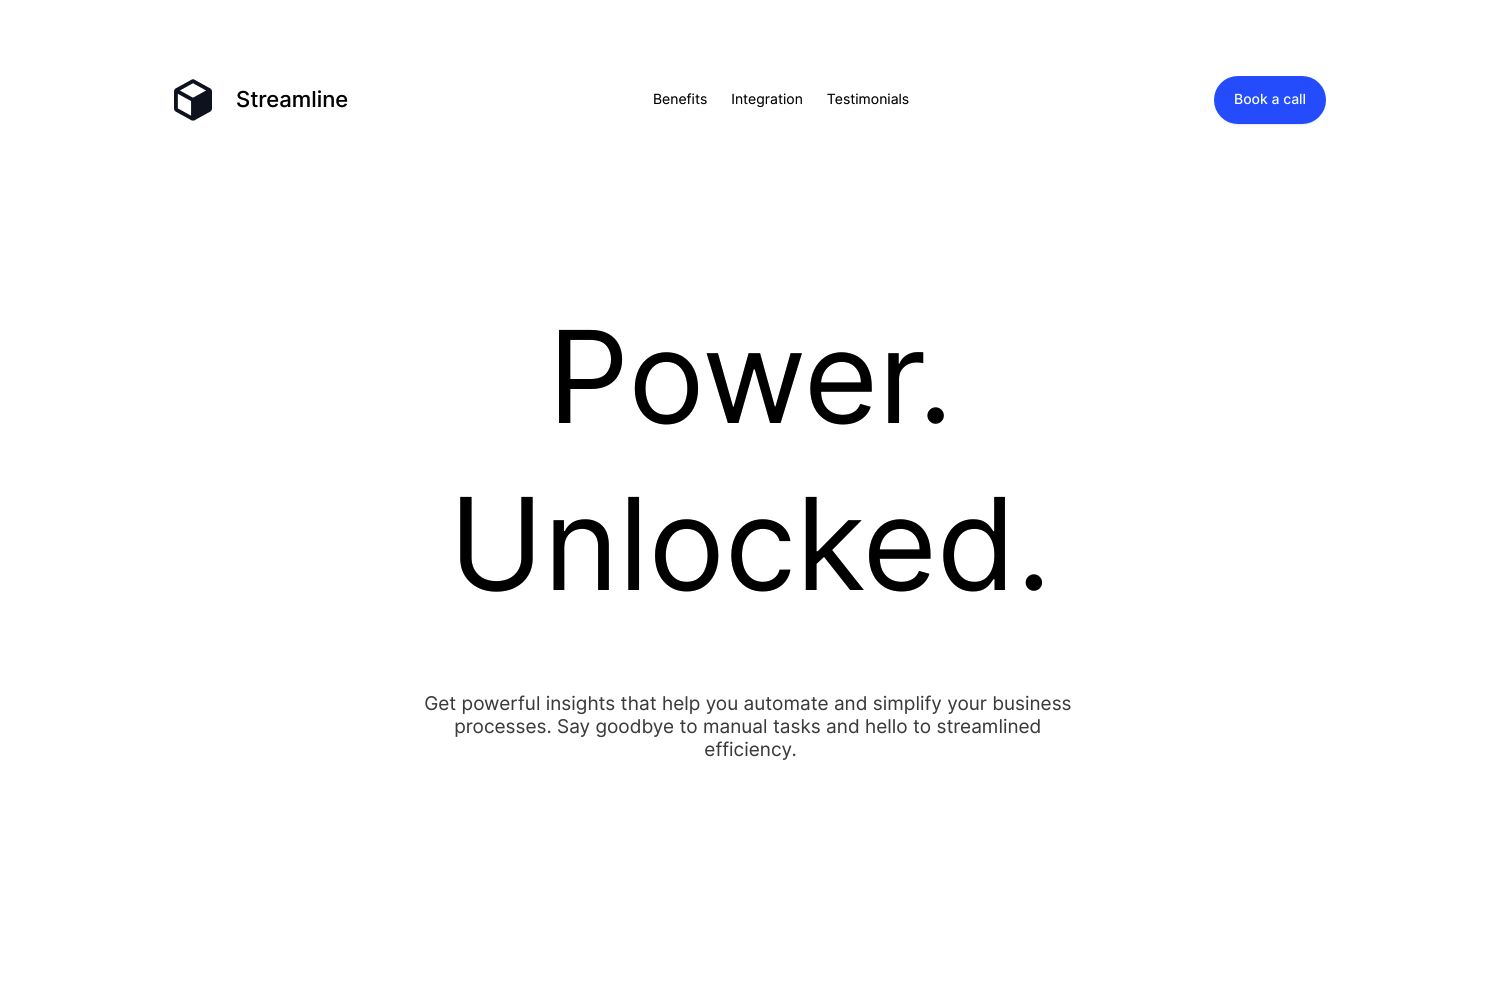 Streamline
Benefits Integration Testimonials
Book a call
Power.
Unlocked.
Get powerful insights that help you automate and simplify your business
processes. Say goodbye to manual tasks and hello to streamlined
efficiency.